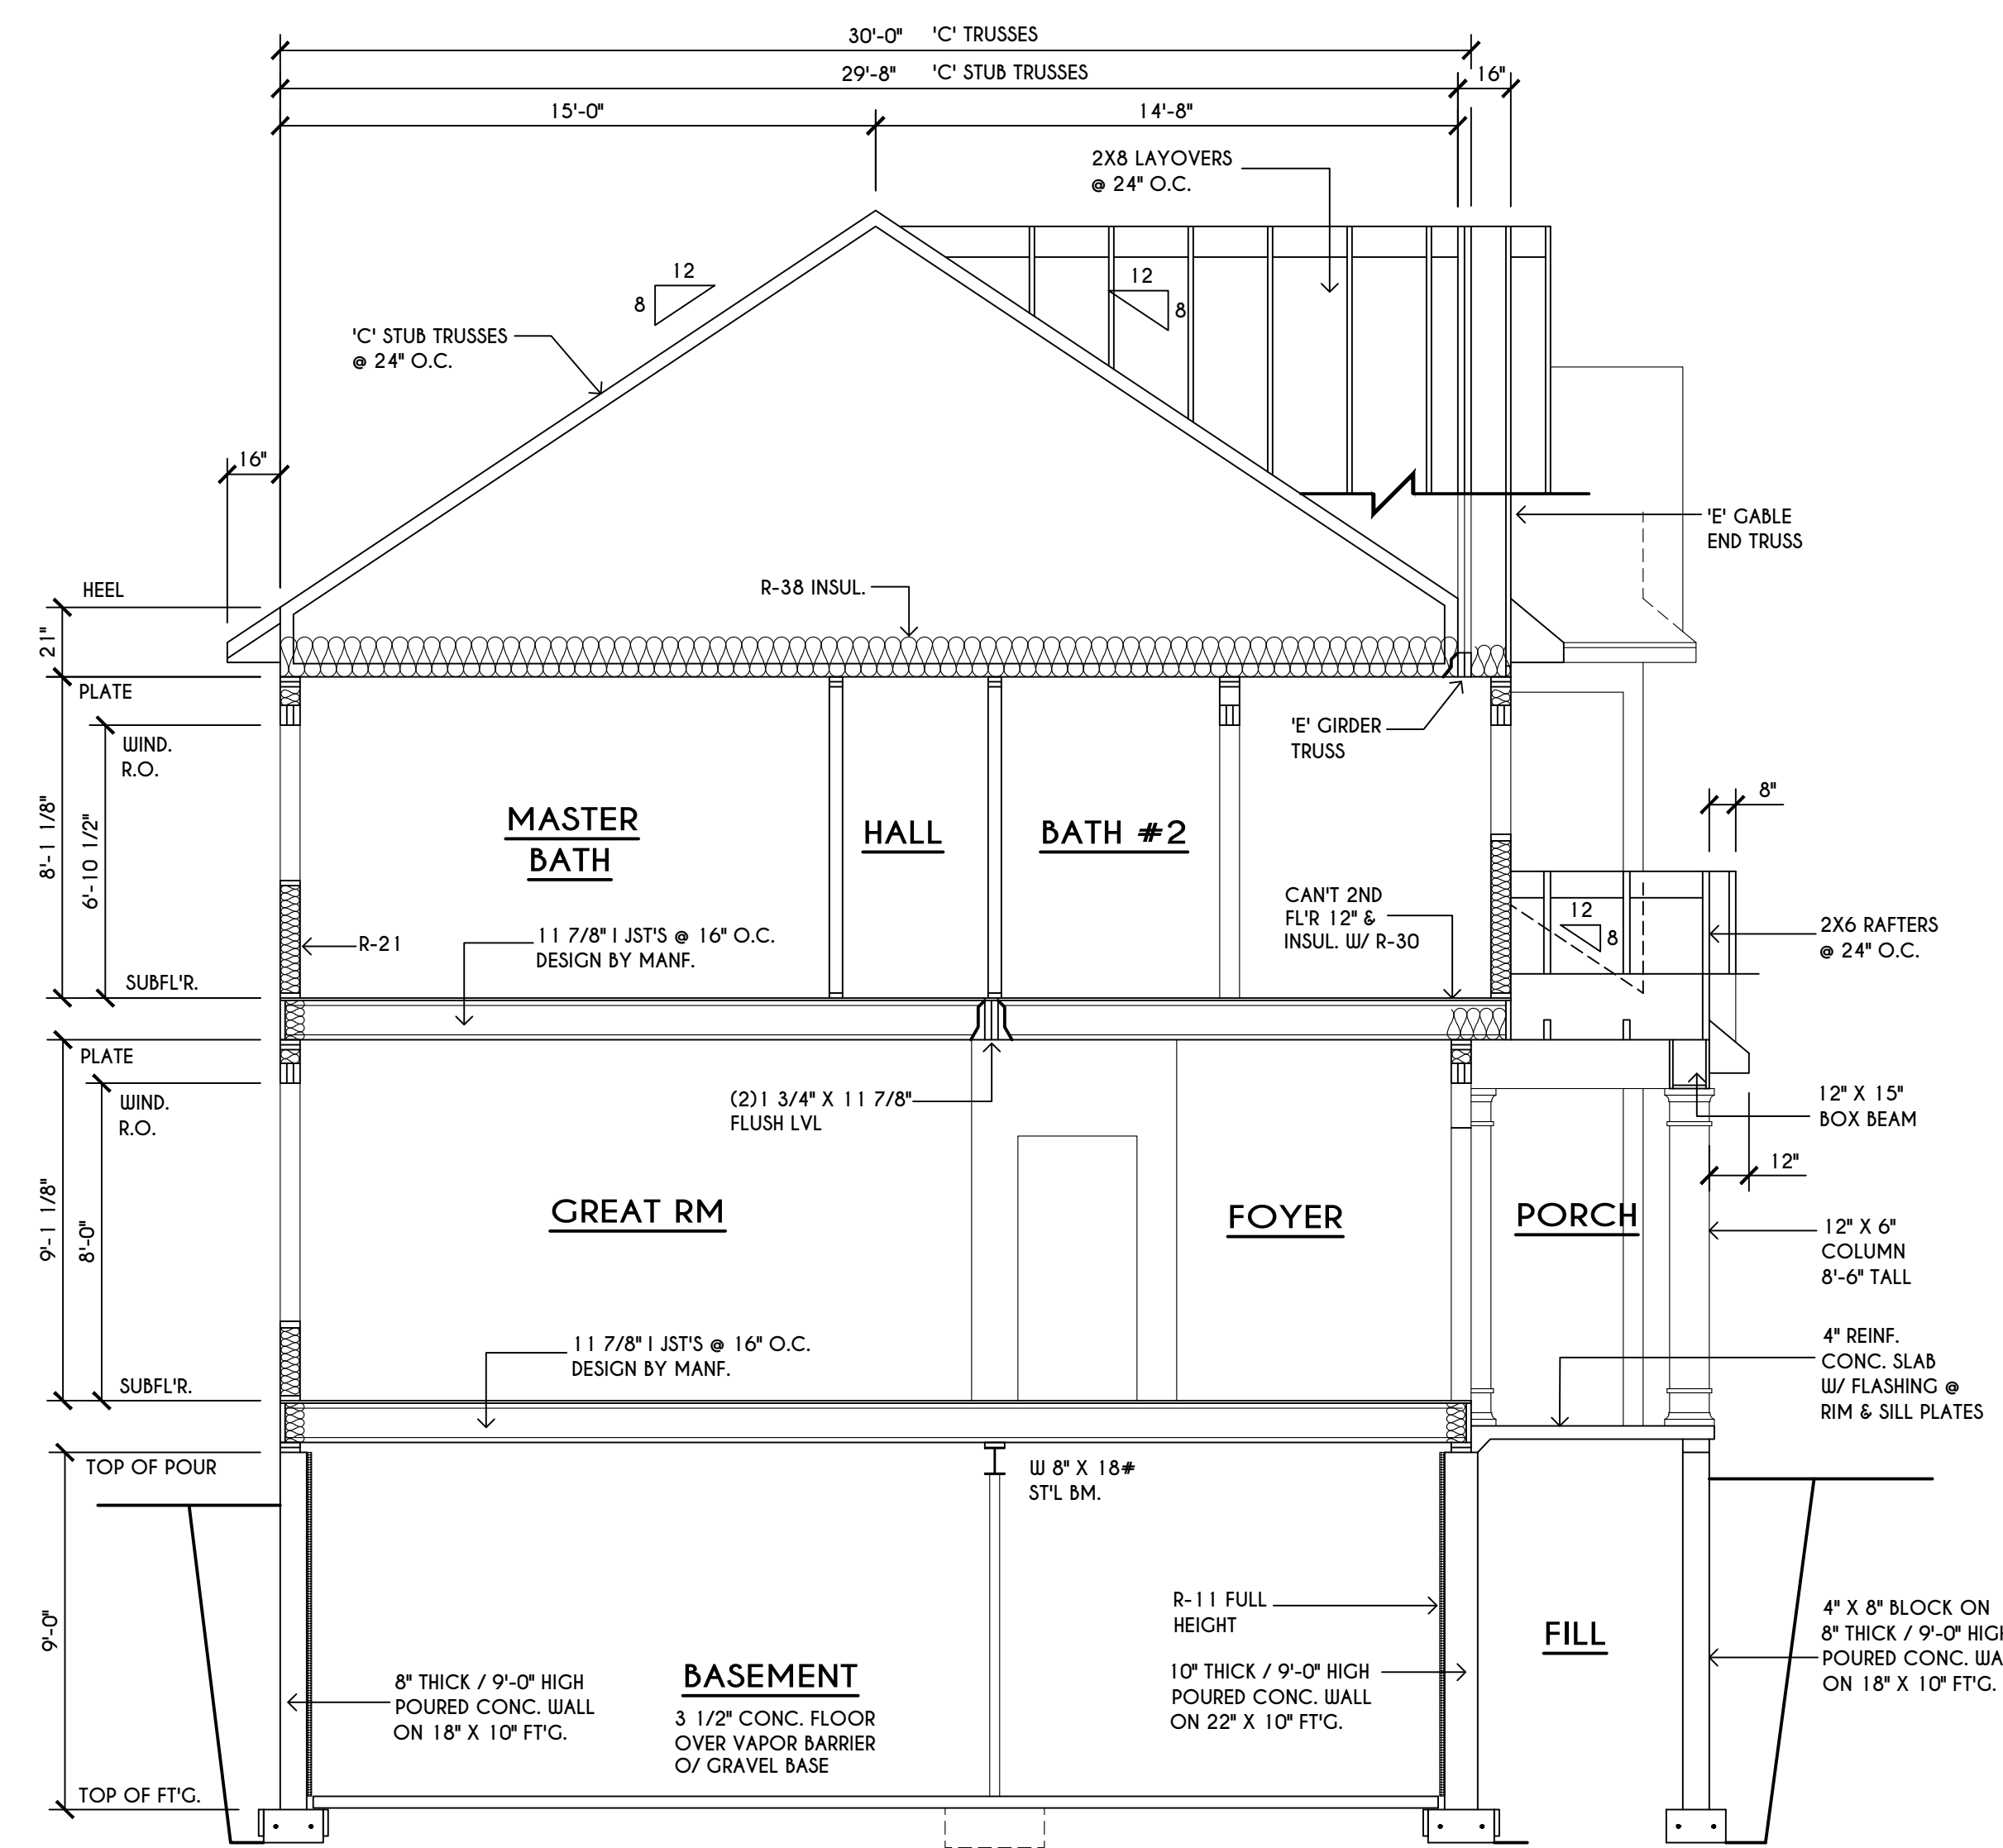 30'-0" 'C' TRUSSES
29'-8" 'C' STUB TRUSSES
16"
15'-0"
14'-8"
2X8 LAYOVERS
@ 24" O.C.
12
8
12
8
'C' STUB TRUSSES
@ 24" O.C.
16"
'E' GABLE
END TRUSS
HEEL
R-38 INSUL.
21"
PLATE
WIND.
R.O.
'E' GIRDER
TRUSS
8"
8'-1 1/8"
6'-10 1/2"
MASTER
BATH
HALL
BATH #2
CAN'T 2ND
FL'R 12" &
INSUL. W/ R-30
12
8
2X6 RAFTERS
@ 24" O.C.
R-21
11 7/8" I JST'S @ 16" O.C.
DESIGN BY MANF.
SUBFL'R.
PLATE
WIND.
R.O.
(2)1 3/4" X 11 7/8"
FLUSH LVL
12" X 15"
BOX BEAM
12"
9'-1 1/8"
8'-0"
GREAT RM
FOYER
PORCH
12" X 6"
COLUMN
8'-6" TALL
11 7/8" I JST'S @ 16" O.C.
DESIGN BY MANF.
4" REINF.
CONC. SLAB
W/ FLASHING @
RIM & SILL PLATES
SUBFL'R.
TOP OF POUR
W 8" X 18#
ST'L BM.
9'-0"
R-11 FULL
HEIGHT
FILL
4" X 8" BLOCK ON
8" THICK / 9'-0" HIGH
POURED CONC. WA
ON 18" X 10" FT'G.
8" THICK / 9'-0" HIGH
POURED CONC. WALL
ON 18" X 10" FT'G.
BASEMENT
3 1/2" CONC. FLOOR
OVER VAPOR BARRIER
O/ GRAVEL BASE
10" THICK / 9'-0" HIGH
POURED CONC. WALL
ON 22" X 10" FT'G.
TOP OF FT'G.